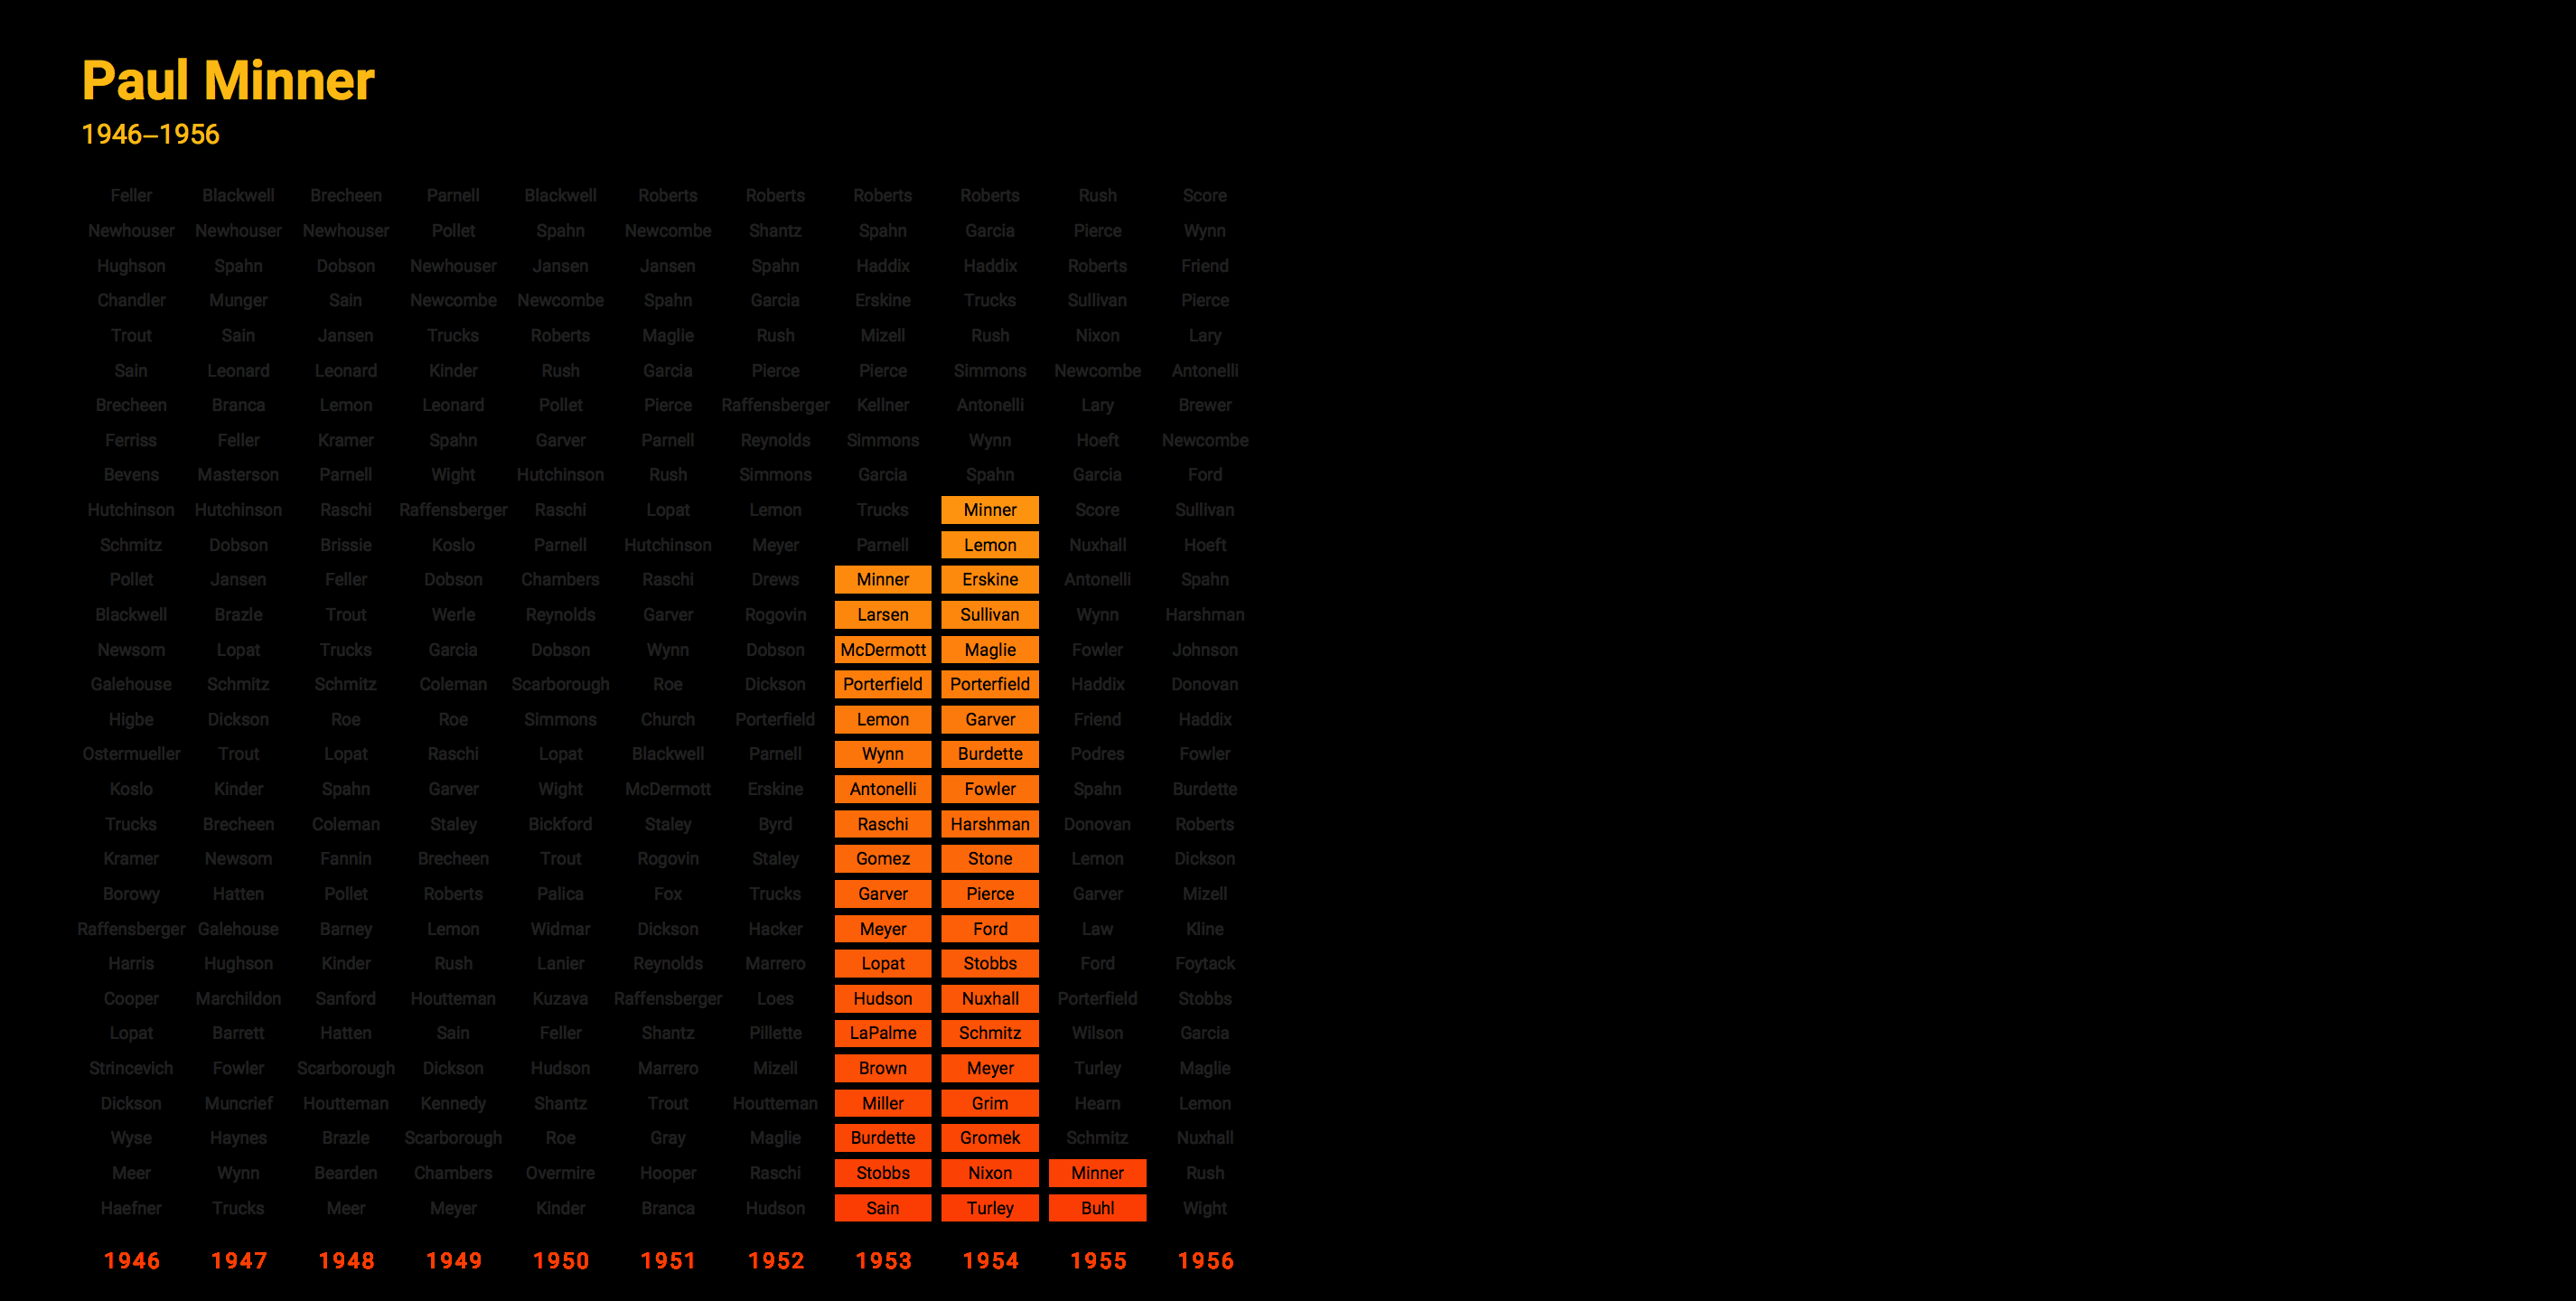 Paul Minner
1946–1956
Feller Blackwell Brecheen Parnell Blackwell Roberts Roberts Roberts Roberts Rush Score
Newhouser Newhouser Newhouser Pollet Spahn Newcombe Shantz Spahn Garcia Pierce Wynn
Hughson Spahn Dobson Newhouser Jansen Jansen Spahn Haddix Haddix Roberts Friend
Chandler Munger Sain Newcombe Newcombe Spahn Garcia Erskine Trucks Sullivan Pierce
Trout Sain Jansen Trucks Roberts Maglie Rush Mizell Rush Nixon Lary
Sain Leonard Leonard Kinder Rush Garcia Pierce Pierce Simmons Newcombe Antonelli
Brecheen Branca Lemon Leonard Pollet Pierce Raffensberger Kellner Antonelli Lary Brewer
Ferriss Feller Kramer Spahn Garver Parnell Reynolds Simmons Wynn Hoeft Newcombe
Bevens Masterson Parnell Wight Hutchinson Rush Simmons Garcia Spahn Garcia Ford
Hutchinson Hutchinson Raschi Raffensberger Raschi Lopat Lemon Trucks Minner Score Sullivan
Schmitz Dobson Brissie Koslo Parnell Hutchinson Meyer Parnell Lemon Nuxhall Hoeft
Pollet Jansen Feller Dobson Chambers Raschi Drews Minner Erskine Antonelli Spahn
Blackwell Brazle Trout Werle Reynolds Garver Rogovin Larsen Sullivan Wynn Harshman
Newsom Lopat Trucks Garcia Dobson Wynn Dobson McDermott Maglie Fowler Johnson
Galehouse Schmitz Schmitz Coleman Scarborough Roe Dickson Porterfield Porterfield Haddix Donovan
Higbe Dickson Roe Roe Simmons Church Porterfield Lemon Garver Friend Haddix
Ostermueller Trout Lopat Raschi Lopat Blackwell Parnell Wynn Burdette Podres Fowler
Koslo Kinder Spahn Garver Wight McDermott Erskine Antonelli Fowler Spahn Burdette
Trucks Brecheen Coleman Staley Bickford Staley Byrd Raschi Harshman Donovan Roberts
Kramer Newsom Fannin Brecheen Trout Rogovin Staley Gomez Stone Lemon Dickson
Borowy Hatten Pollet Roberts Palica Fox Trucks Garver Pierce Garver Mizell
Raffensberger Galehouse Barney Lemon Widmar Dickson Hacker Meyer Ford Law Kline
Harris Hughson Kinder Rush Lanier Reynolds Marrero Lopat Stobbs Ford Foytack
Cooper Marchildon Sanford Houtteman Kuzava Raffensberger Loes Hudson Nuxhall Porterfield Stobbs
Lopat Barrett Hatten Sain Feller Shantz Pillette LaPalme Schmitz Wilson Garcia
Strincevich Fowler Scarborough Dickson Hudson Marrero Mizell Brown Meyer Turley Maglie
Dickson Muncrief Houtteman Kennedy Shantz Trout Houtteman Miller Grim Hearn Lemon
Wyse Haynes Brazle Scarborough Roe Gray Maglie Burdette Gromek Schmitz Nuxhall
Meer Wynn Bearden Chambers Overmire Hooper Raschi Stobbs Nixon Minner Rush
Haefner Trucks Meer Meyer Kinder Branca Hudson Sain Turley Buhl Wight
1946 1947 1948 1949 1950 1951 1952 1953 1954 1955 1956